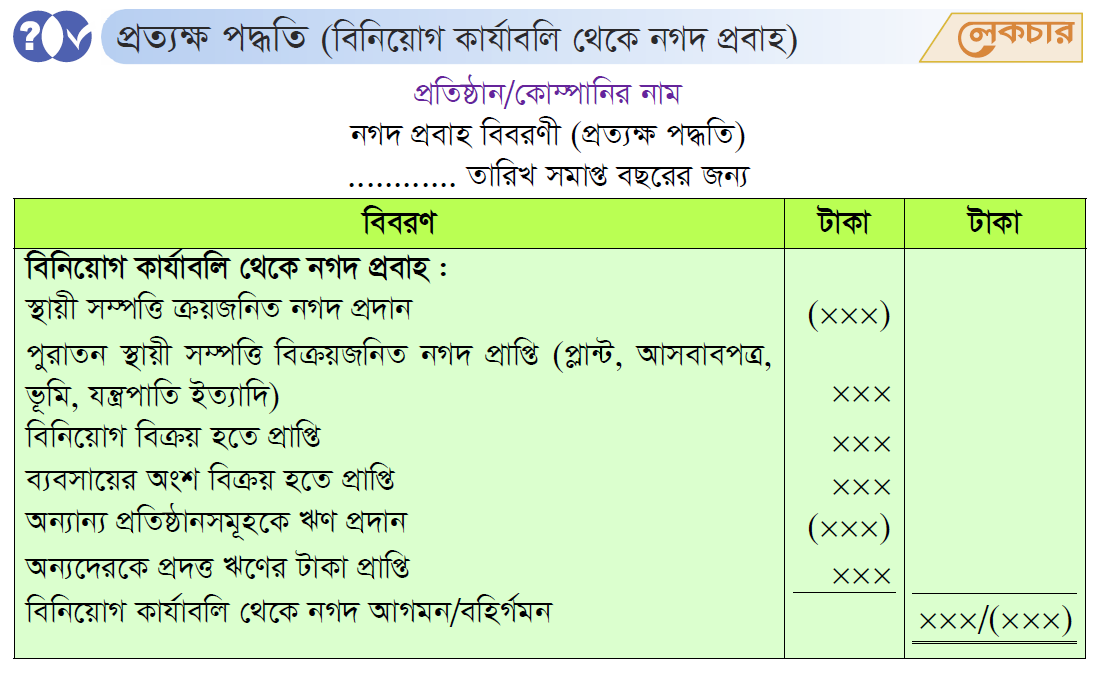 প্রত্যক্ষ পদ্ধতি (বিনিয়োগ কার্যাবলি থেকে নগদ প্রবাহ)
লেকচার
প্রতিষ্ঠান/কোম্পানির নাম
নগদ প্রবাহ বিবরণী (প্রত্যক্ষ পদ্ধতি)
............ তারিখ সমাপ্ত বছরের জন্য
বিবরণ টাকা টাকা
বিনিয়োগ কার্যাবলি থেকে নগদ প্রবাহ :
স্থায়ী সম্পত্তি ক্রয়জনিত নগদ প্রদান (×××)
পুরাতন স্থায়ী সম্পত্তি বিক্রয়জনিত নগদ প্রাপ্তি (প্লান্ট, আসবাবপত্র,
ভূমি, যন্ত্রপাতি ইত্যাদি) ×××
বিনিয়োগ বিক্রয় হতে প্রাপ্তি ×××
ব্যবসায়ের অংশ বিক্রয় হতে প্রাপ্তি ×××
অন্যান্য প্রতিষ্ঠানসমূহকে ঋণ প্রদান (×××)
অন্যদেরকে প্রদত্ত ঋণের টাকা প্রাপ্তি ×××
বিনিয়োগ কার্যাবলি থেকে নগদ আগমন/বহির্গমন ×××/(×××)